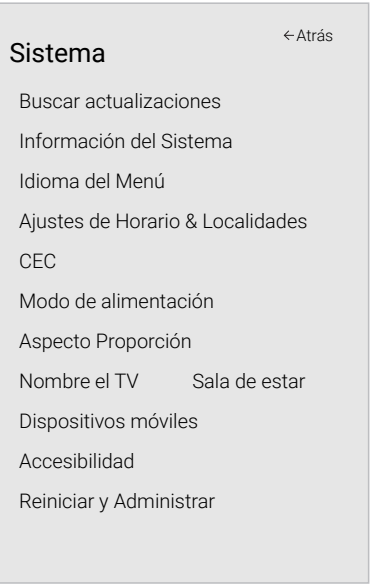 ←Atrás
Sistema
Buscar actualizaciones
Información del Sistema
Idioma del Menú
Ajustes de Horario & Localidades
CEC
Modo de alimentación
Aspecto Proporción
Nombre el TV Sala de estar
Dispositivos móviles
Accesibilidad
Reiniciar y Administrar